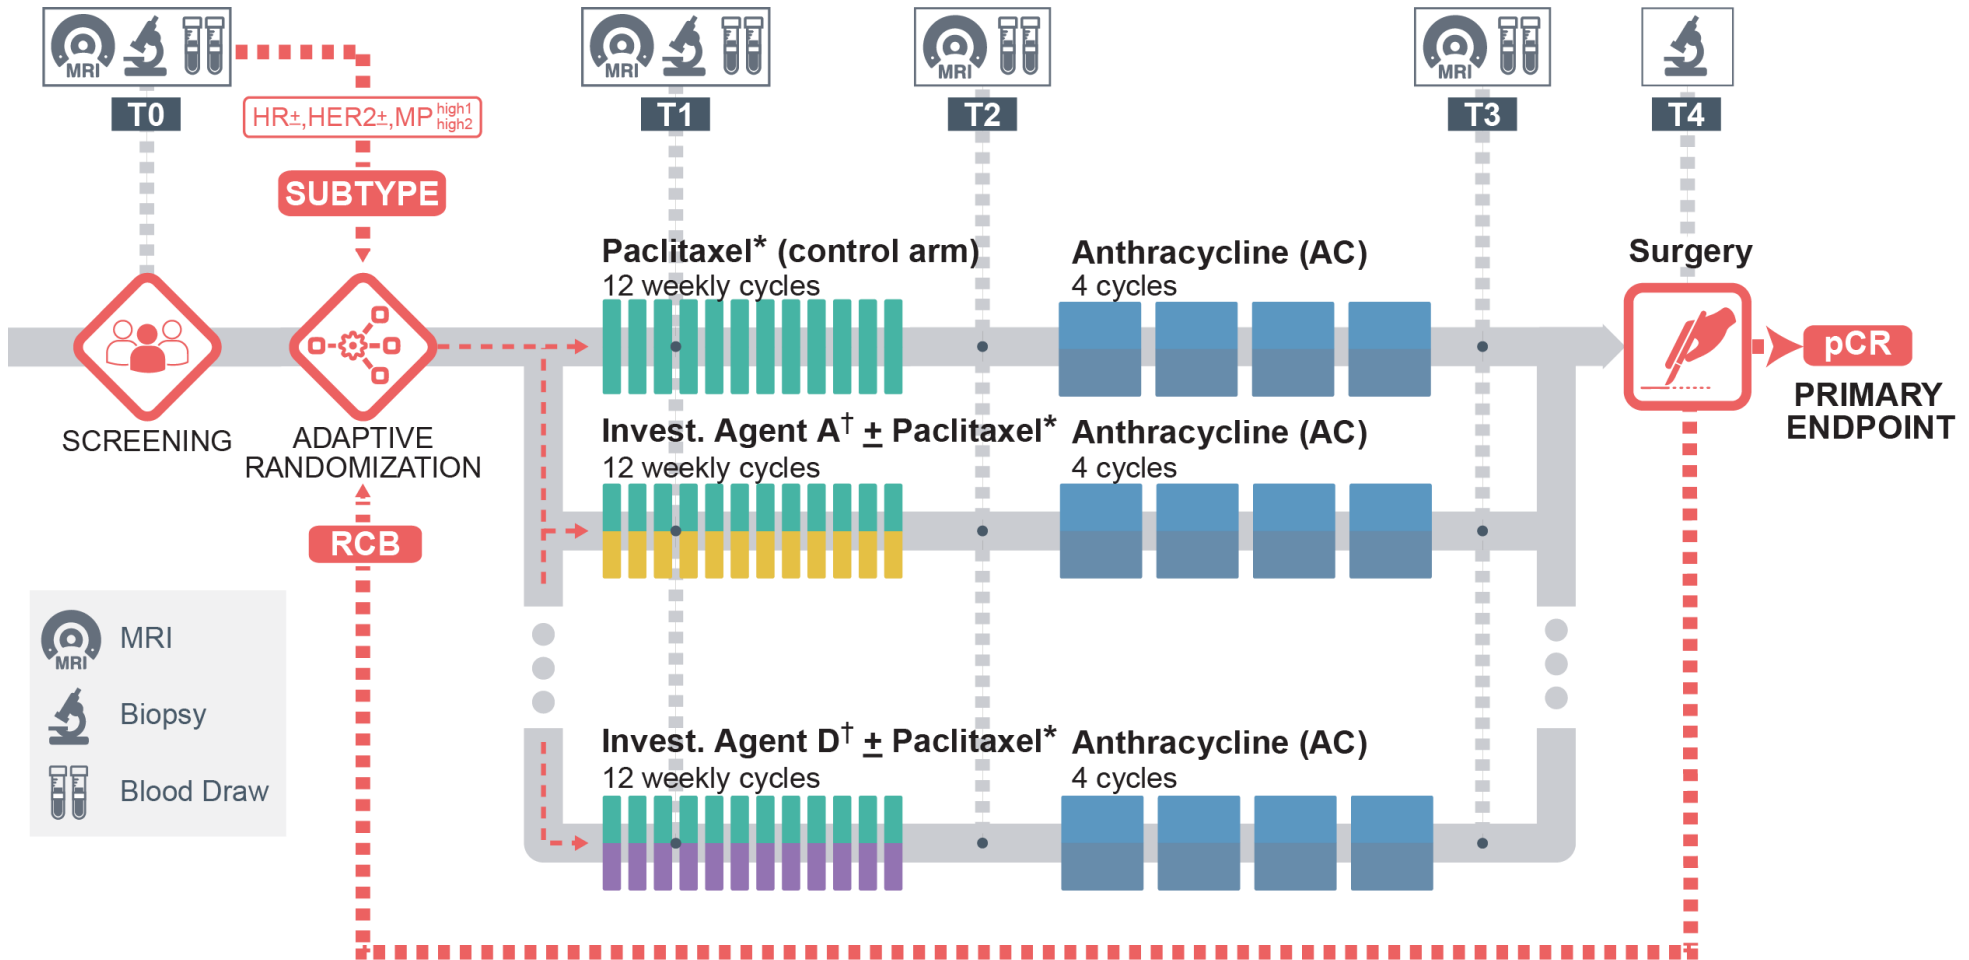 MRI
MRI
MRI
MRI
T0
T1
T2
T3
T4
HR±,HER2±,MP high1
high2
SUBTYPE
Paclitaxel* (control arm)
12 weekly cycles
Anthracycline (AC)
4 cycles
Surgery
pCR
PRIMARY
ENDPOINT
SCREENING
ADAPTIVE
RANDOMIZATION
Invest. Agent A† ± Paclitaxel*
12 weekly cycles
Anthracycline (AC)
4 cycles
RCB
MRI
MRI
Biopsy
Blood Draw
Invest. Agent D† ± Paclitaxel*
12 weekly cycles
Anthracycline (AC)
4 cycles